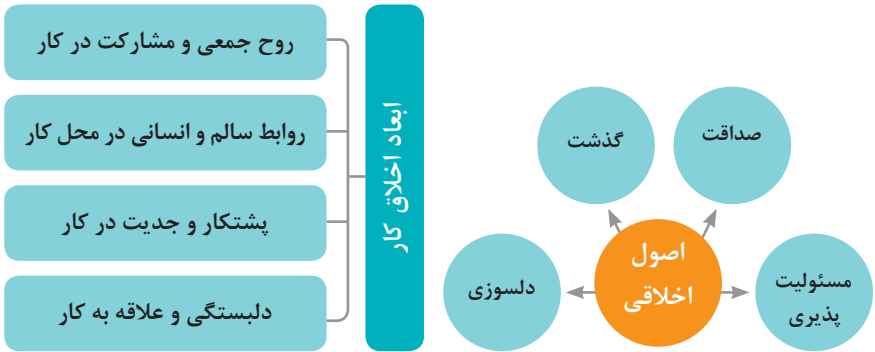 صداقت
گذشت
اصول
اخلاقی
مسئولیت
پذیری
دلسوزی
ابعاد اخلاق کار
روح جمعی و مشارکت در کار
روابط سالم و انسانی در محل کار
پشتکار و جدیت در کار
دلبستگی و علاقه به کار